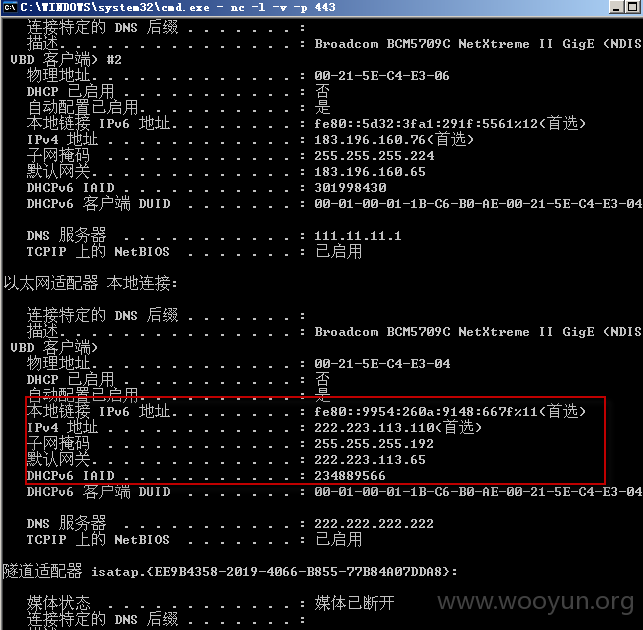 C:\WINDOWS\system32\cmd.exe - nc -l -v -p 443
连接特定的 DNS 后缀 . . . . . . . :
描述. . . . . . . . . . . . . . . : Broadcom BCM5709C NetXtreme II GigE (NDIS
VBD 客户端) #2
物理地址. . . . . . . . . . . . . : 00-21-5E-C4-E3-06
DHCP 已启用 . . . . . . . . . . . : 否
自动配置已启用. . . . . . . . . . : 是
本地链接 IPv6 地址. . . . . . . . : fe80::5d32:3fa1:291f:5561%12(首选)
IPv4 地址 . . . . . . . . . . . . : 183.196.160.76(首选)
子网掩码 . . . . . . . . . . . . : 255.255.255.224
默认网关. . . . . . . . . . . . . : 183.196.160.65
DHCPv6 IAID . . . . . . . . . . . : 301998430
DHCPv6 客户端 DUID . . . . . . . : 00-01-00-01-1B-C6-B0-AE-00-21-5E-C4-E3-04
DNS 服务器 . . . . . . . . . . . : 111.11.11.1
TCPIP 上的 NetBIOS . . . . . . . : 已启用
以太网适配器 本地连接:
连接特定的 DNS 后缀 . . . . . . . :
描述. . . . . . . . . . . . . . . : Broadcom BCM5709C NetXtreme II GigE (NDIS
VBD 客户端)
物理地址. . . . . . . . . . . . . : 00-21-5E-C4-E3-04
DHCP 已启用 . . . . . . . . . . . : 否
自动配置已启用. . . . . . . . . . : 是
本地链接 IPv6 地址. . . . . . . . : fe80::9954:260a:9148:667f%11(首选)
IPv4 地址 . . . . . . . . . . . . : 222.223.113.110(首选)
子网掩码 . . . . . . . . . . . . : 255.255.255.192
默认网关. . . . . . . . . . . . . : 222.223.113.65
DHCPv6 IAID . . . . . . . . . . . : 234889566
DHCPv6 客户端 DUID . . . . . . . : 00-01-00-01-1B-C6-B0-AE-00-21-5E-C4-E3-04
DNS 服务器 . . . . . . . . . . . : 222.222.222.222
TCPIP 上的 NetBIOS . . . . . . . : 已启用
隧道适配器 isatap.{EE9B4358-2019-4066-B855-77B84A07DDA8}:
媒体状态 . . . . . . . . . . . . : 媒体已断开
www.wooyun.org
连接特定的 DNS 后缀 . . . . . . . :